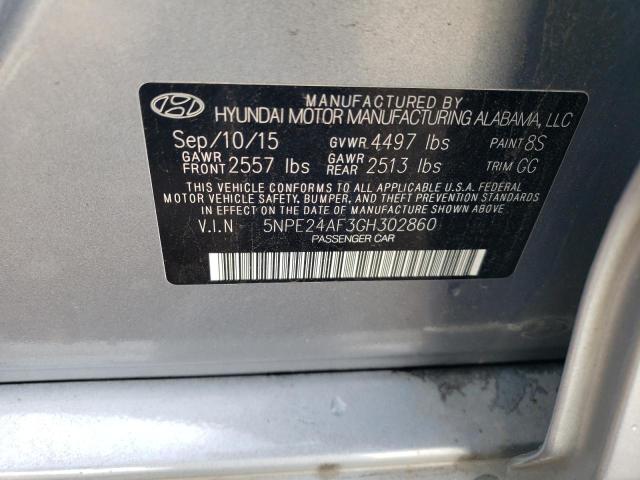 MANUFACTURED BY
HYUNDAI MOTOR MANUFACTURING ALABAMA, LLC
Sep/10/15 GVWR 4497 lbs PAINT 8S
GAWR FRONT 2557 lbs GAWR REAR 2513 lbs TRIM GG
THIS VEHICLE CONFORMS TO ALL APPLICABLE U.S.A. FEDERAL
MOTOR VEHICLE SAFETY, BUMPER, AND THEFT PREVENTION STANDARDS
IN EFFECT ON THE DATE OF MANUFACTURE SHOWN ABOVE.
V.I.N 5NPE24AF3GH302860
PASSENGER CAR